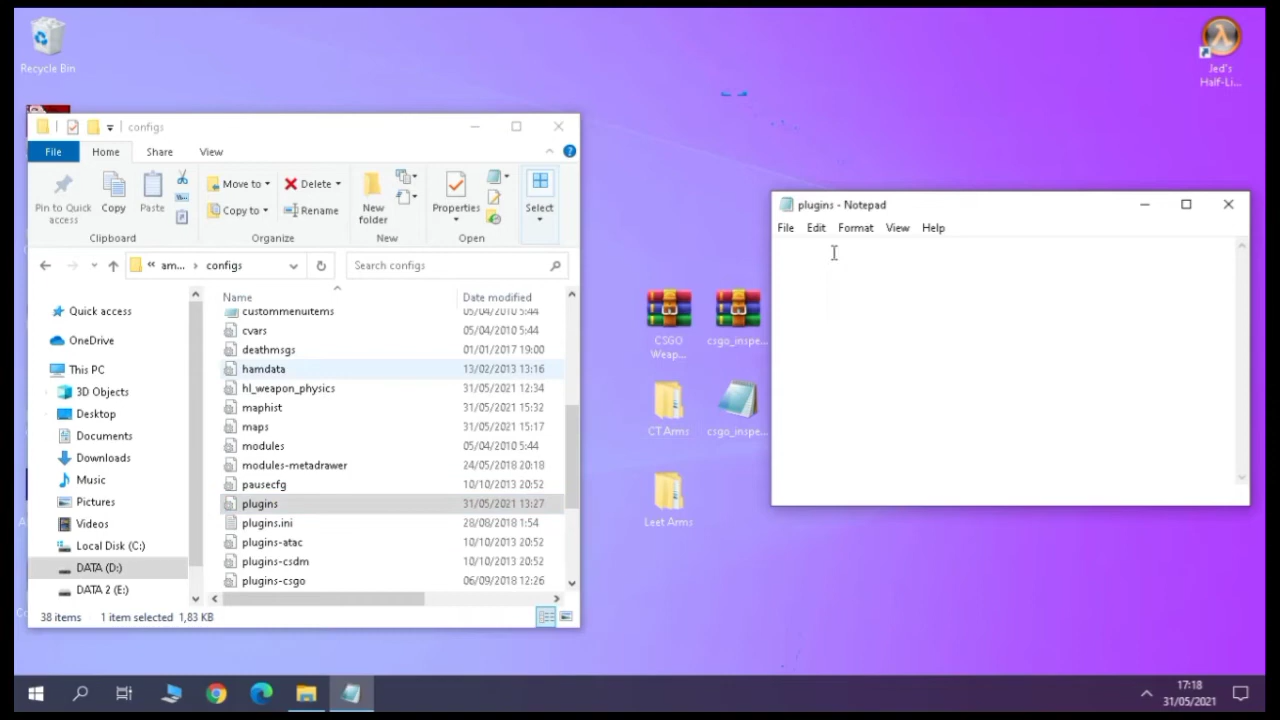 Recycle Bin
Jed's
Half-Li...
configs
File
Home
Share
View
Pin to Quick
access
Copy
Paste
Move to
Copy to
Delete
Rename
New
folder
Properties
Select
Clipboard
Organize
New
Open
« am... › configs
Search configs
Quick access
OneDrive
This PC
3D Objects
Desktop
Documents
Downloads
Music
Pictures
Videos
Local Disk (C:)
DATA (D:)
DATA 2 (E:)
Name
Date modified
custommenuitems 05/04/2010 5:44
cvars 05/04/2010 5:44
deathmsgs 01/01/2017 19:00
hamdata 13/02/2013 13:16
hl_weapon_physics 31/05/2021 12:34
maphist 31/05/2021 15:32
maps 31/05/2021 15:17
modules 05/04/2010 5:44
modules-metadrawer 24/05/2018 20:18
pausecfg 10/10/2013 20:52
plugins 31/05/2021 13:27
plugins.ini 28/08/2018 1:54
plugins-atac 10/10/2013 20:52
plugins-csdm 10/10/2013 20:52
plugins-csgo 06/09/2018 12:26
38 items 1 item selected 1,83 KB
CSGO
Weap...
csgo_inspe...
CT Arms
csgo_inspe...
Leet Arms
plugins - Notepad
File Edit Format View Help
17:18
31/05/2021